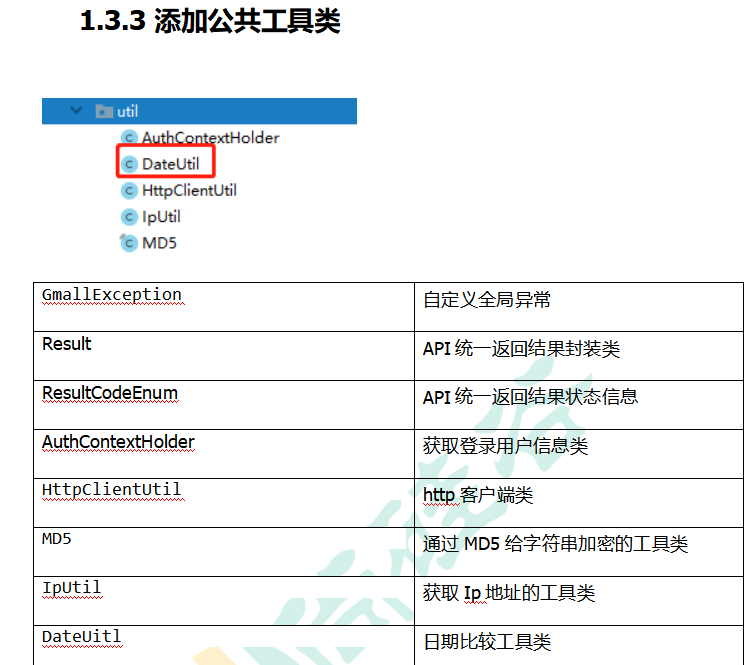 1.3.3 添加公共工具类
util
AuthContextHolder
DateUtil
HttpClientUtil
IpUtil
MD5
GmallException 自定义全局异常
Result API 统一返回结果封装类
ResultCodeEnum API 统一返回结果状态信息
AuthContextHolder 获取登录用户信息类
HttpClientUtil http 客户端类
MD5 通过 MD5 给字符串加密的工具类
IpUtil 获取 Ip 地址的工具类
DateUitl 日期比较工具类